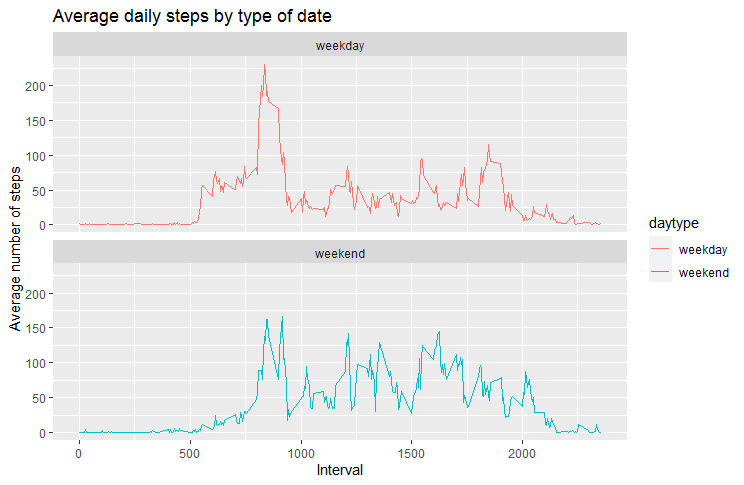 Average daily steps by type of date
weekday
200
150
100
50
0
weekend
200
150
100
50
0
0 500 1000 1500 2000
Interval
Average number of steps
daytype
weekday
weekend